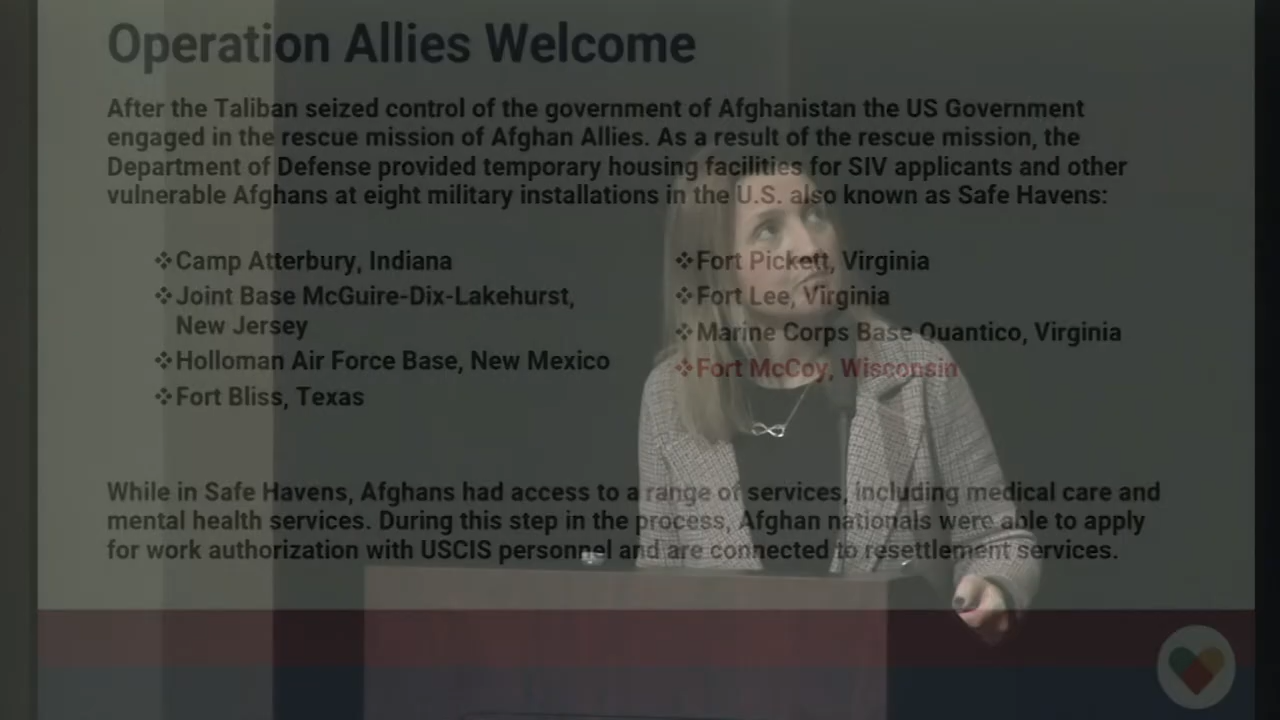 Operation Allies Welcome
After the Taliban seized control of the government of Afghanistan the US Government
engaged in the rescue mission of Afghan Allies. As a result of the rescue mission, the
Department of Defense provided temporary housing facilities for SIV applicants and other
vulnerable Afghans at eight military installations in the U.S. also known as Safe Havens:
❖Camp Atterbury, Indiana
❖Joint Base McGuire-Dix-Lakehurst,
New Jersey
❖Holloman Air Force Base, New Mexico
❖Fort Bliss, Texas
❖Fort Pickett, Virginia
❖Fort Lee, Virginia
❖Marine Corps Base Quantico, Virginia
❖Fort McCoy, Wisconsin
While in Safe Havens, Afghans had access to a range of services, including medical care and
mental health services. During this step in the process, Afghan nationals were able to apply
for work authorization with USCIS personnel and are connected to resettlement services.